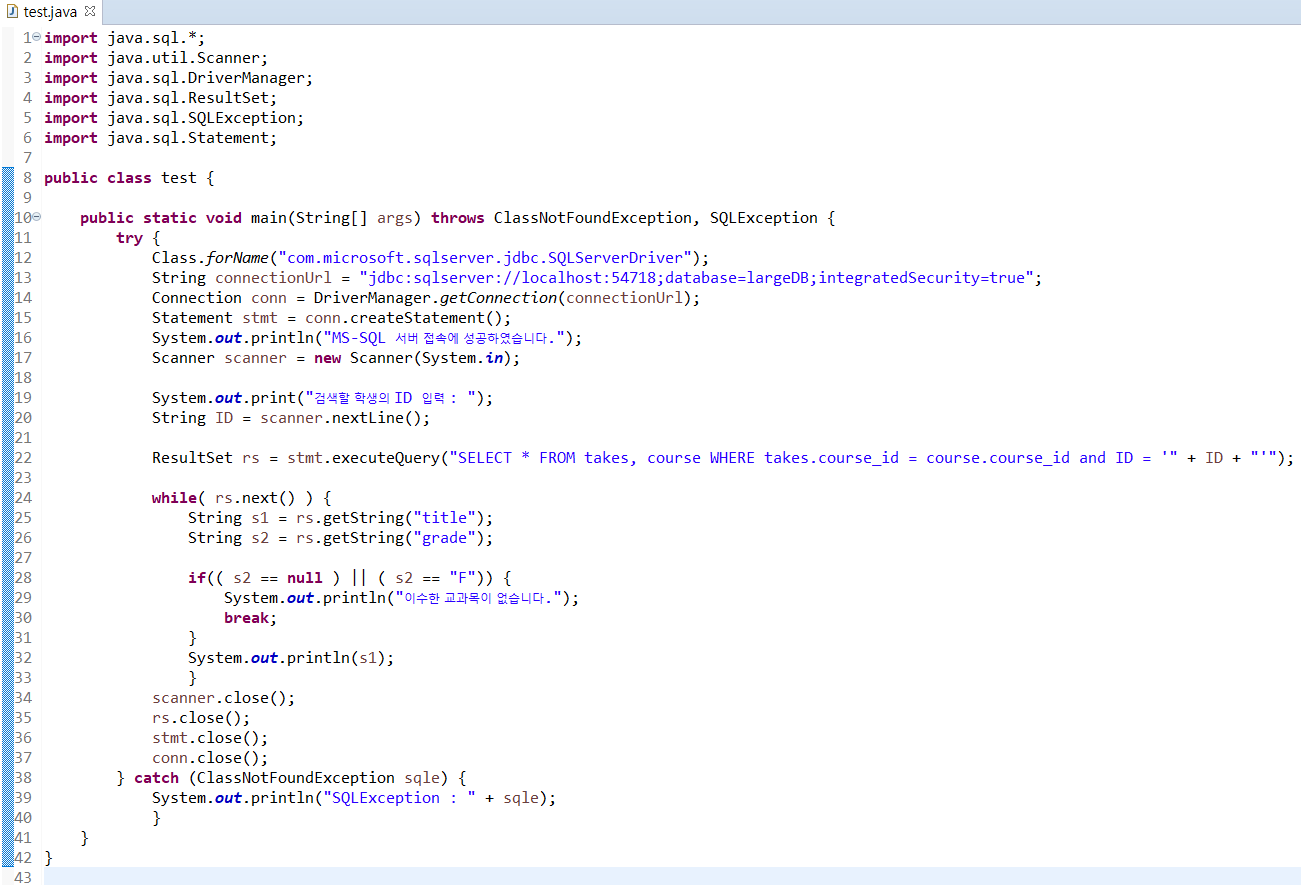 test.java
1 import java.sql.*;
2 import java.util.Scanner;
3 import java.sql.DriverManager;
4 import java.sql.ResultSet;
5 import java.sql.SQLException;
6 import java.sql.Statement;
7
8 public class test {
9
10     public static void main(String[] args) throws ClassNotFoundException, SQLException {
11         try {
12             Class.forName("com.microsoft.sqlserver.jdbc.SQLServerDriver");
13             String connectionUrl = "jdbc:sqlserver://localhost:54718;database=largeDB;integratedSecurity=true";
14             Connection conn = DriverManager.getConnection(connectionUrl);
15             Statement stmt = conn.createStatement();
16             System.out.println("MS-SQL 서버 접속에 성공하였습니다.");
17             Scanner scanner = new Scanner(System.in);
18
19             System.out.print("검색할 학생의 ID 입력 : ");
20             String ID = scanner.nextLine();
21
22             ResultSet rs = stmt.executeQuery("SELECT * FROM takes, course WHERE takes.course_id = course.course_id and ID = '" + ID + "'");
23
24             while( rs.next() ) {
25                 String s1 = rs.getString("title");
26                 String s2 = rs.getString("grade");
27
28                 if(( s2 == null ) || ( s2 == "F")) {
29                     System.out.println("이수한 교과목이 없습니다.");
30                     break;
31                 }
32                 System.out.println(s1);
33                 }
34             scanner.close();
35             rs.close();
36             stmt.close();
37             conn.close();
38         } catch (ClassNotFoundException sqle) {
39             System.out.println("SQLException : " + sqle);
40             }
41     }
42 }
43